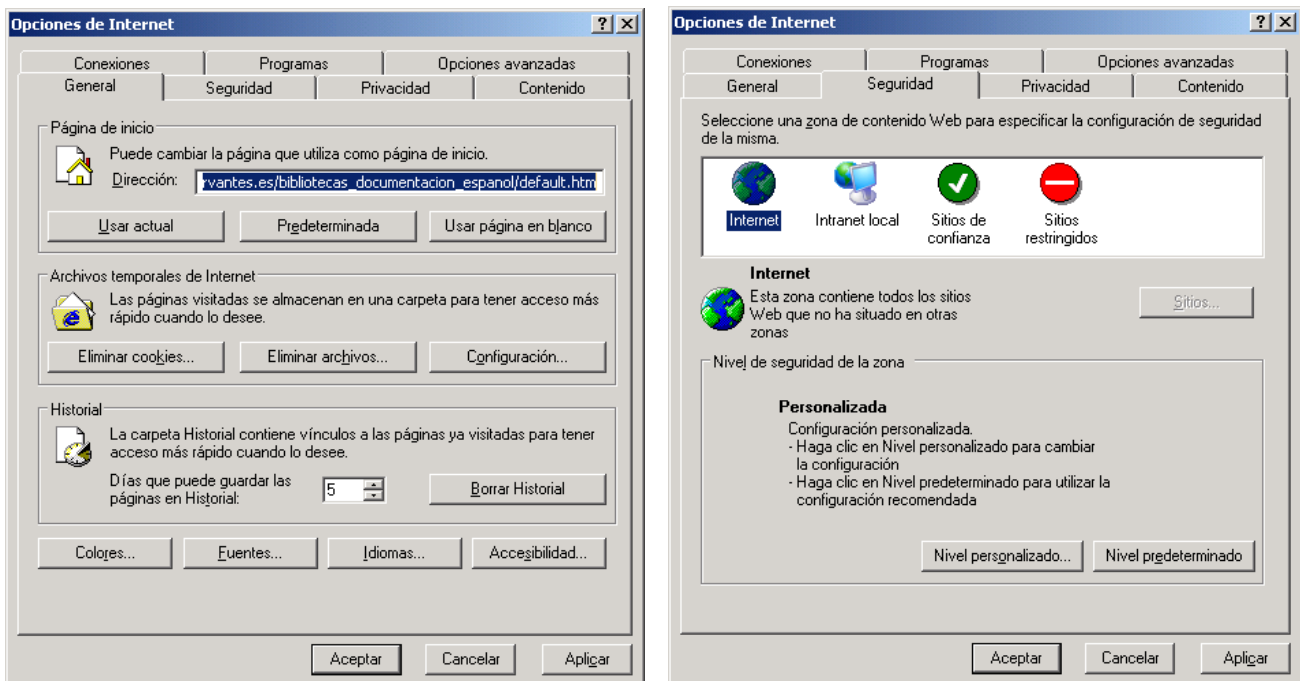 Opciones de Internet
Conexiones Programas Opciones avanzadas
General Seguridad Privacidad Contenido
Página de inicio
Puede cambiar la página que utiliza como página de inicio.
Dirección: rvantes.es/bibliotecas_documentacion_espanol/default.htm
Usar actual Predeterminada Usar página en blanco
Archivos temporales de Internet
Las páginas visitadas se almacenan en una carpeta para tener acceso más
rápido cuando lo desee.
Eliminar cookies... Eliminar archivos... Configuración...
Historial
La carpeta Historial contiene vínculos a las páginas ya visitadas para tener
acceso más rápido cuando lo desee.
Días que puede guardar las
páginas en Historial: 5 Borrar Historial
Colores... Fuentes... Idiomas... Accesibilidad...
Aceptar Cancelar Aplicar
Opciones de Internet
Conexiones Programas Opciones avanzadas
General Seguridad Privacidad Contenido
Seleccione una zona de contenido Web para especificar la configuración de seguridad
de la misma.
Internet Intranet local Sitios de confianza Sitios restringidos
Internet
Esta zona contiene todos los sitios
Web que no ha situado en otras
zonas
Sitios...
Nivel de seguridad de la zona
Personalizada
Configuración personalizada.
- Haga clic en Nivel personalizado para cambiar
la configuración
- Haga clic en Nivel predeterminado para utilizar la
configuración recomendada
Nivel personalizado... Nivel predeterminado
Aceptar Cancelar Aplicar